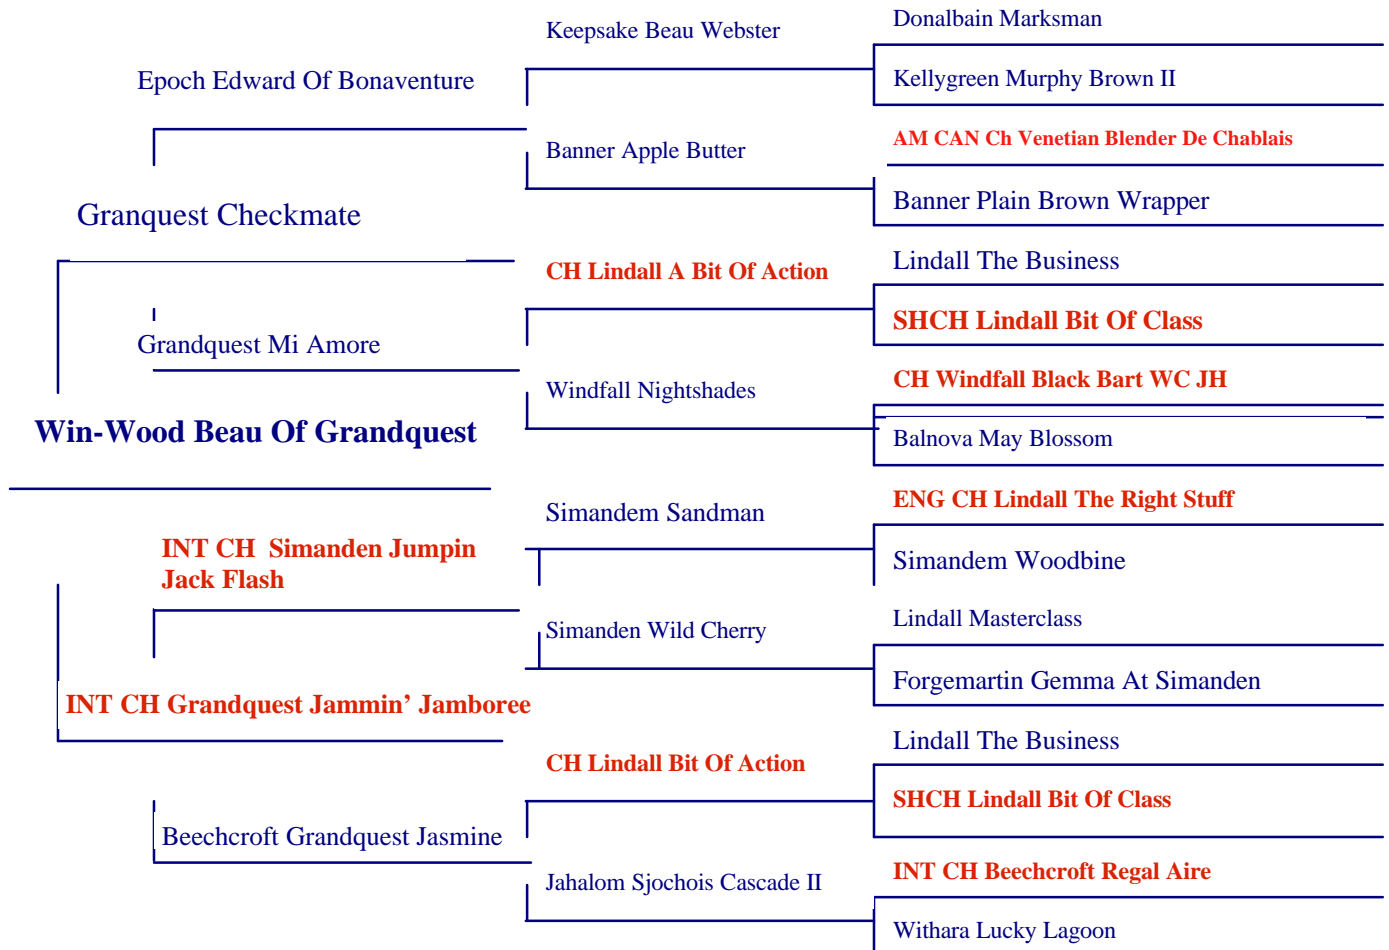 Donalbain Marksman
Keepsake Beau Webster
Epoch Edward Of Bonaventure
Kellygreen Murphy Brown II
AM CAN Ch Venetian Blender De Chablais
Banner Apple Butter
Banner Plain Brown Wrapper
Granquest Checkmate
Lindall The Business
CH Lindall A Bit Of Action
SHCH Lindall Bit Of Class
Grandquest Mi Amore
CH Windfall Black Bart WC JH
Windfall Nightshades
Win-Wood Beau Of Grandquest
Balnova May Blossom
ENG CH Lindall The Right Stuff
Simandem Sandman
INT CH  Simanden Jumpin
Jack Flash
Simandem Woodbine
Lindall Masterclass
Simanden Wild Cherry
Forgemartin Gemma At Simanden
INT CH Grandquest Jammin’ Jamboree
Lindall The Business
CH Lindall Bit Of Action
SHCH Lindall Bit Of Class
Beechcroft Grandquest Jasmine
INT CH Beechcroft Regal Aire
Jahalom Sjochois Cascade II
Withara Lucky Lagoon